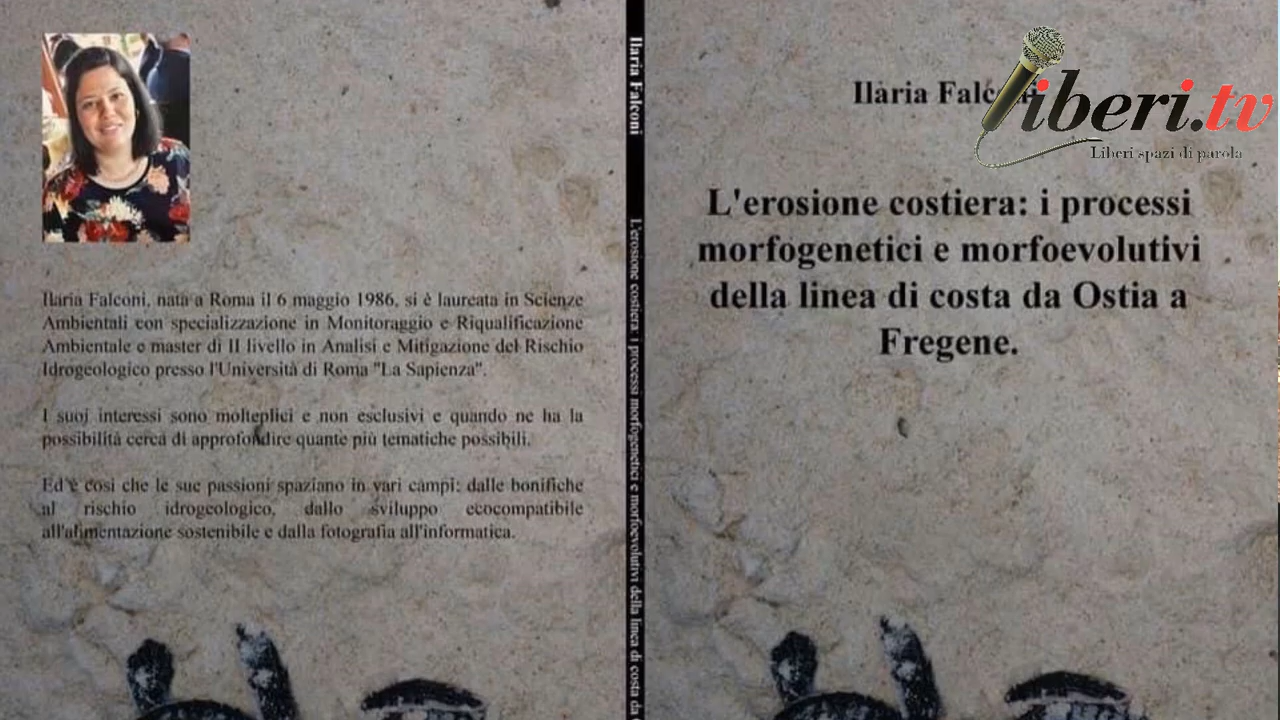 Ilaria Falconi, nata a Roma il 6 maggio 1986, si è laureata in Scienze
Ambientali con specializzazione in Monitoraggio e Riqualificazione
Ambientale e master di II livello in Analisi e Mitigazione del Rischio
Idrogeologico presso l'Università di Roma "La Sapienza".
I suoi interessi sono molteplici e non esclusivi e quando ne ha la
possibilità cerca di approfondire quante più tematiche possibili.
Ed è così che le sue passioni spaziano in vari campi: dalle bonifiche
al rischio idrogeologico, dallo sviluppo ecocompatibile
all'alimentazione sostenibile e dalla fotografia all'informatica.
Ilaria Falconi
L'erosione costiera: i processi morfogenetici e morfoevolutivi della linea di costa da
Ilaria Falconi
L'erosione costiera: i processi
morfogenetici e morfoevolutivi
della linea di costa da Ostia a
Fregene.
liberi.tv
Liberi spazi di parola